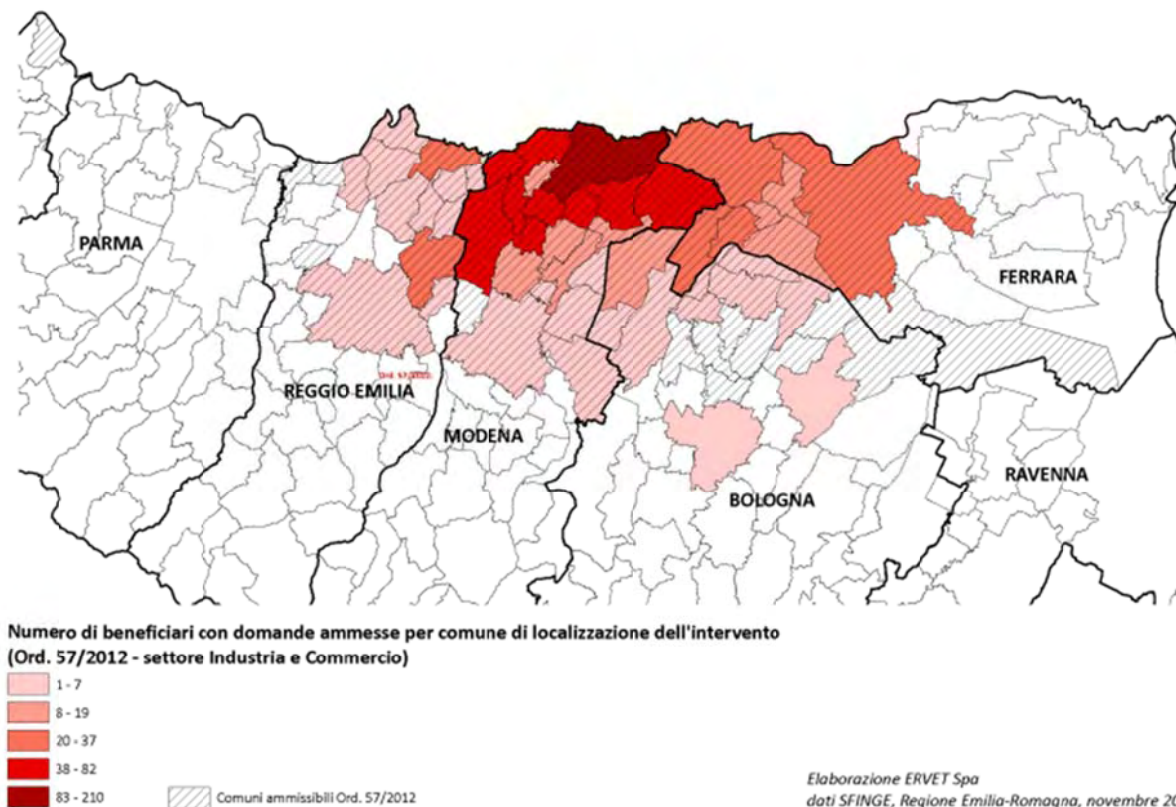 PARMA
FERRARA
REGGIO EMILIA
MODENA
RAVENNA
BOLOGNA
Numero di beneficiari con domande ammesse per comune di localizzazione dell'intervento
(Ord. 57/2012 - settore Industria e Commercio)
1 - 7
8 - 19
20 - 37
38 - 82
83 - 210
Comuni ammissibili Ord. 57/2012
Elaborazione ERVET Spa
dati SFINGE, Regione Emilia-Romagna, novembre 20